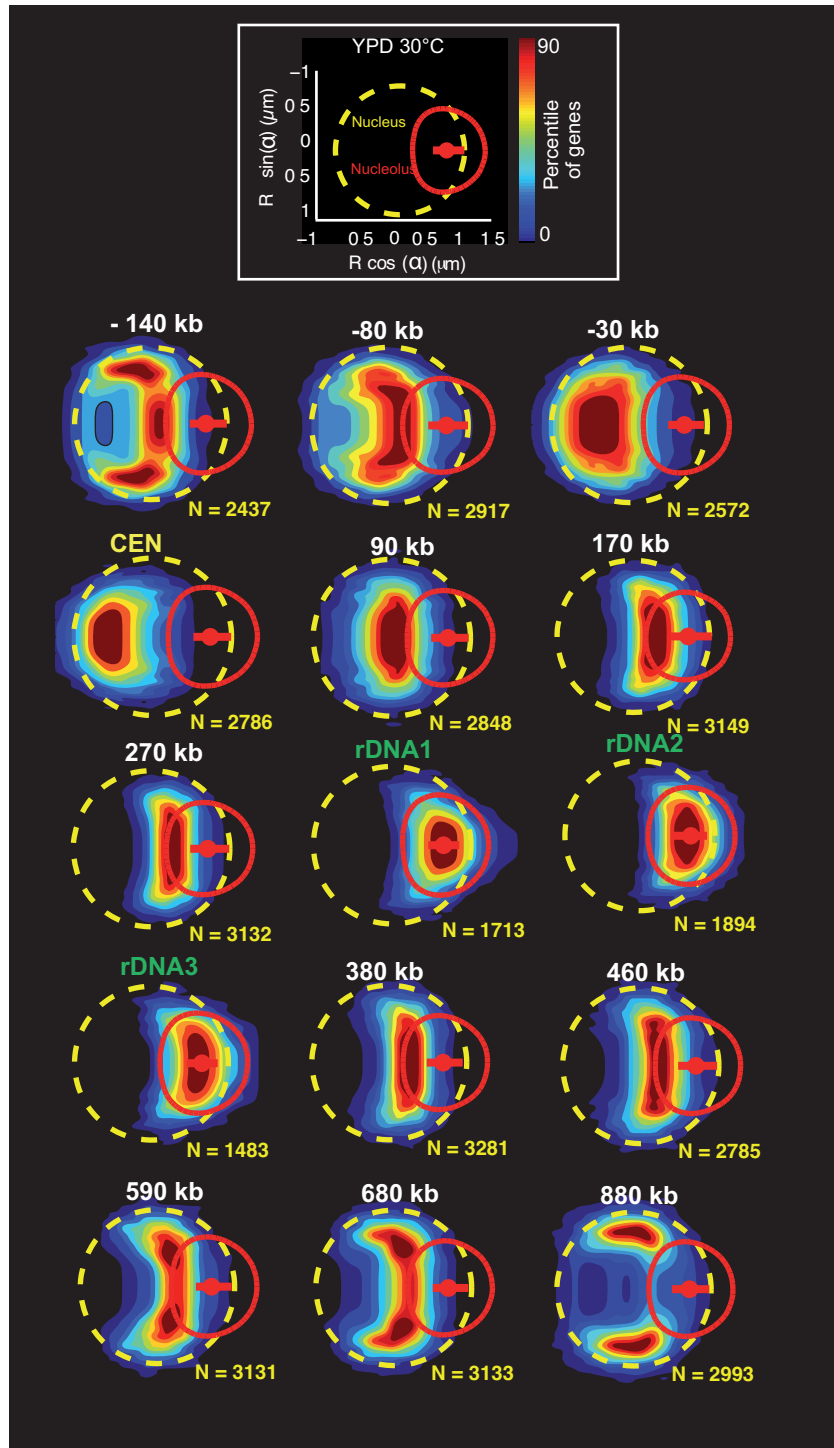 YPD 30°C
90
−1
0 5
0
0 5
1
R sin(α) (µm)
Nucleus
Nucleolus
−1 0 5 0 0 5 1 1 5
R cos (α) (µm)
0
Percentile
of genes
- 140 kb
-80 kb
-30 kb
N = 2437
N = 2917
N = 2572
CEN
90 kb
170 kb
N = 2786
N = 2848
N = 3149
270 kb
rDNA1
rDNA2
N = 3132
N = 1713
N = 1894
rDNA3
380 kb
460 kb
N = 1483
N = 3281
N = 2785
590 kb
680 kb
880 kb
N = 3131
N = 3133
N = 2993